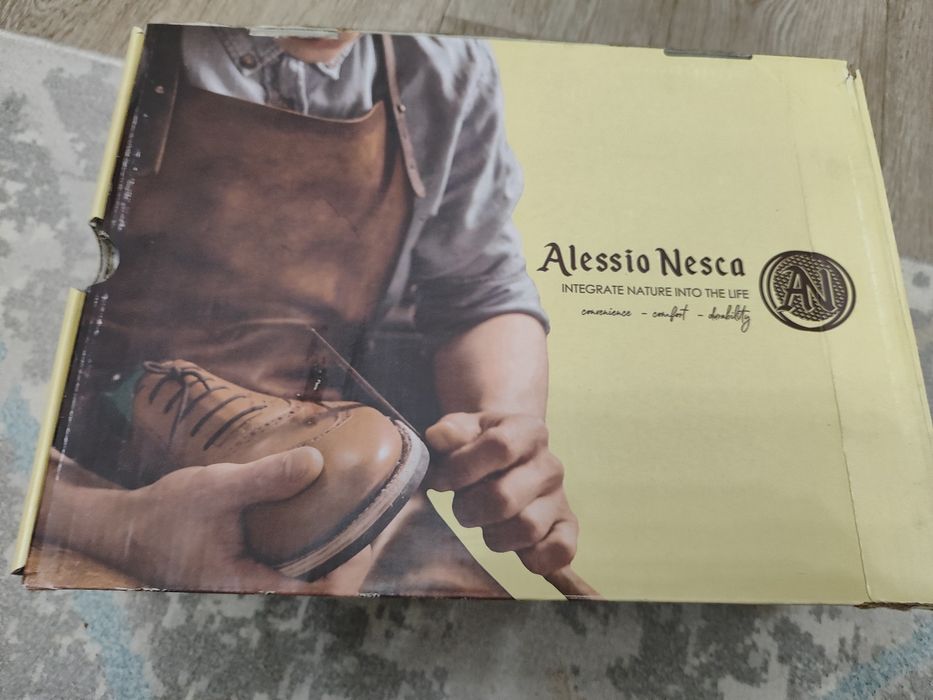 Alessio Nesca
INTEGRATE NATURE INTO THE LIFE
convenience - comfort - durability
AN